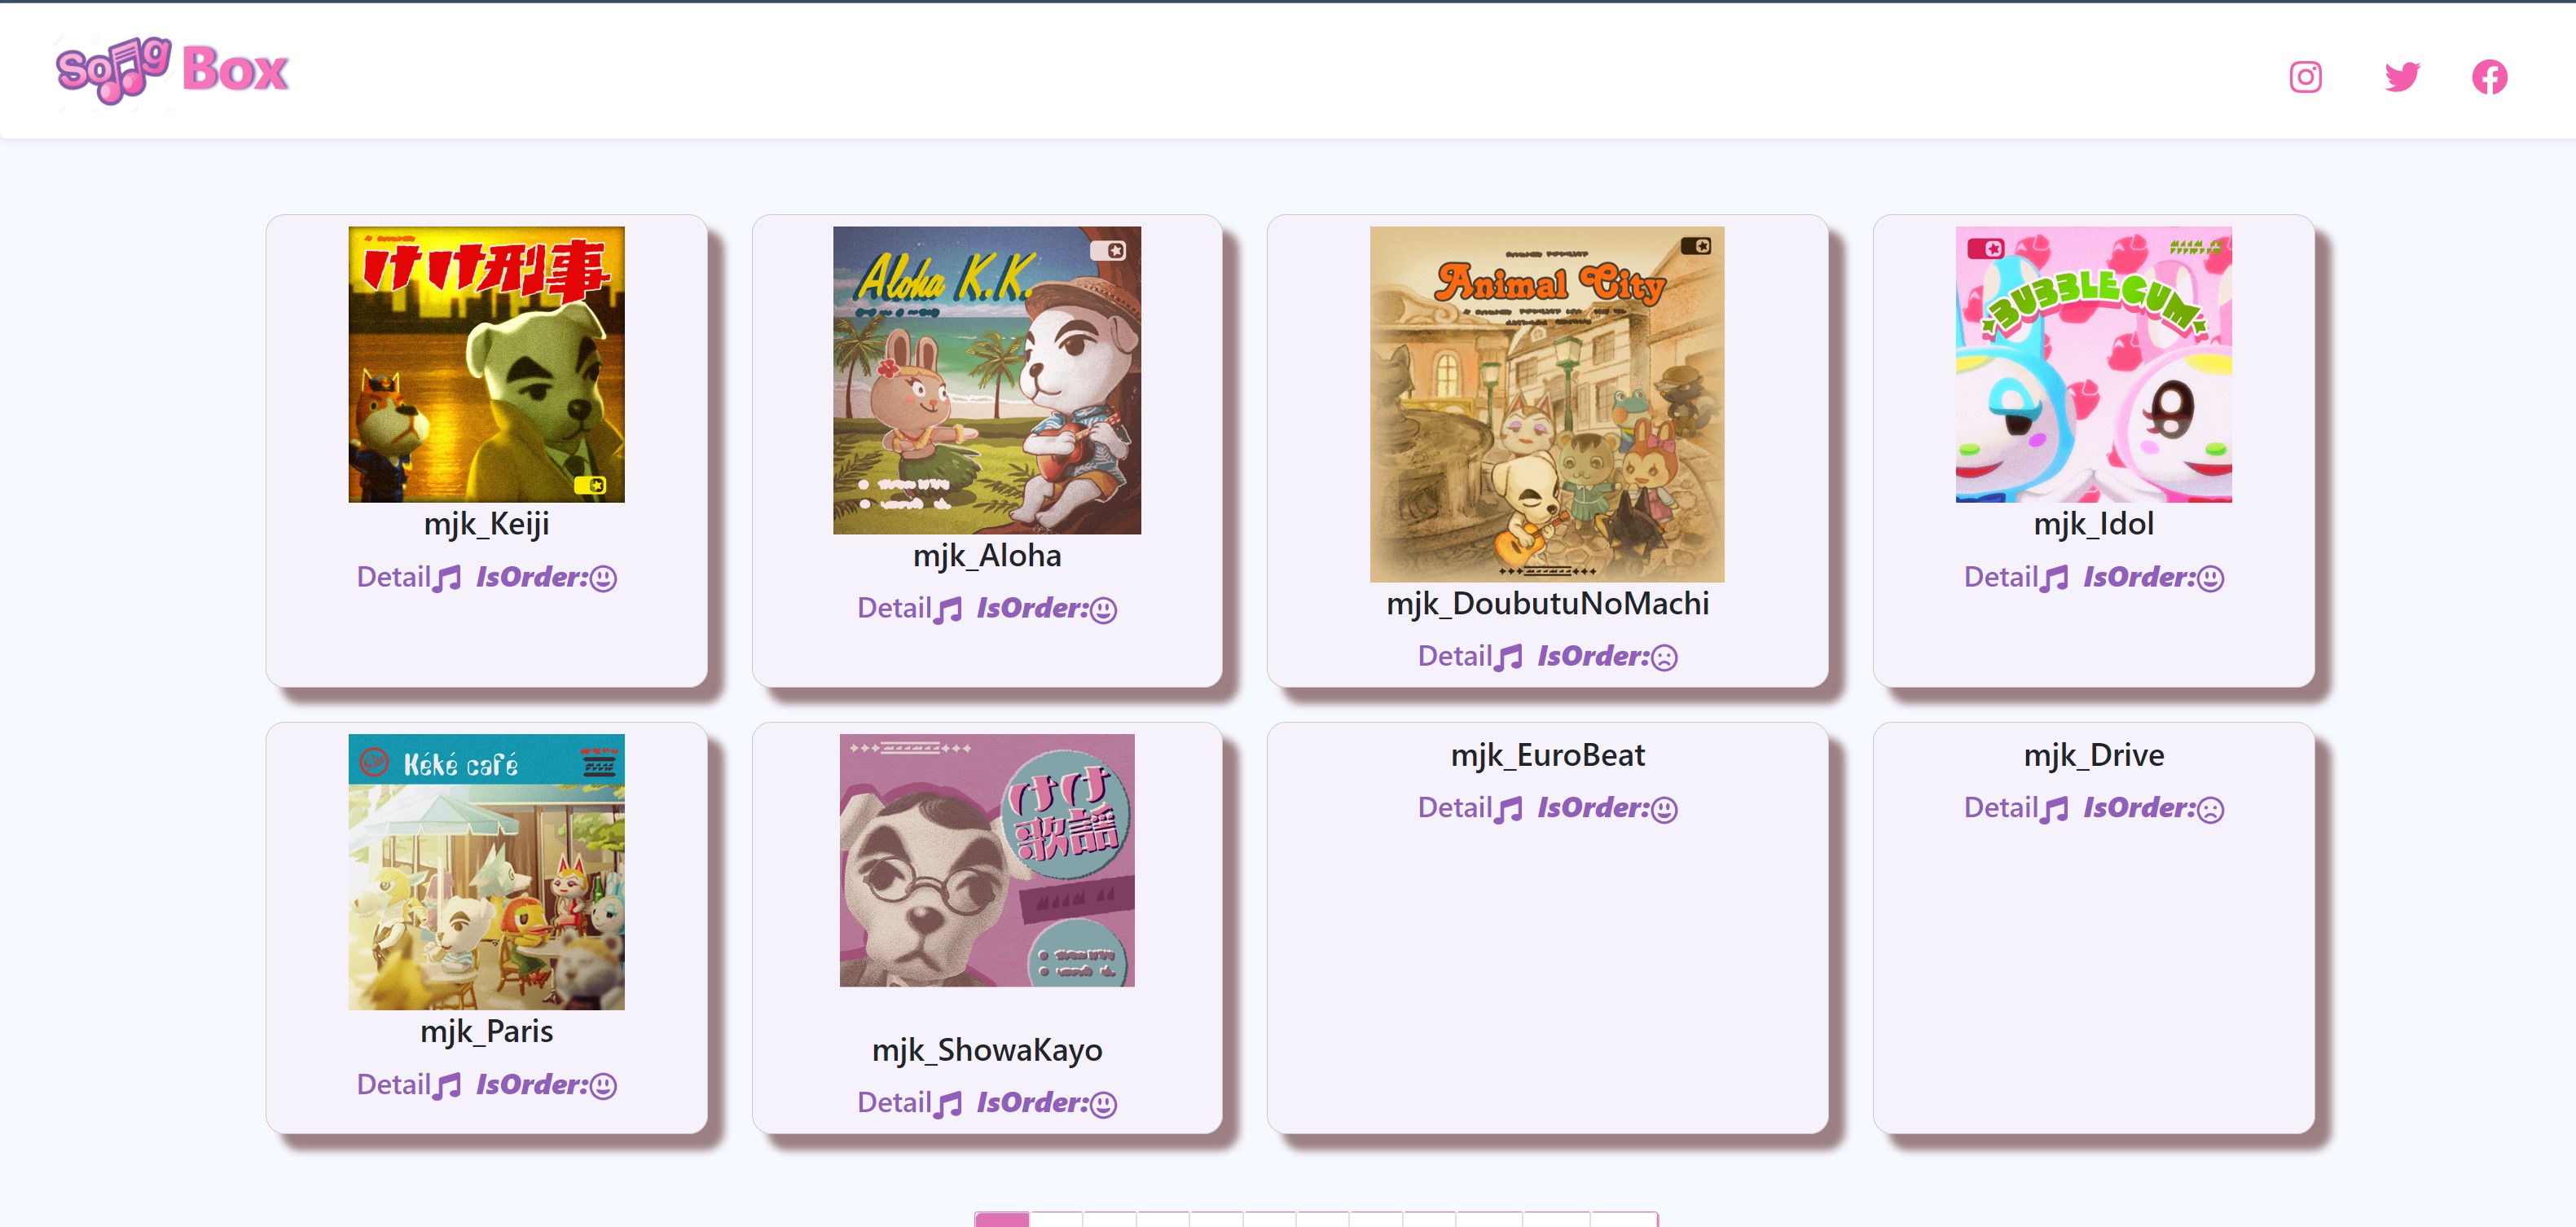 Song Box
けけ刑事
mjk_Keiji
Detail IsOrder:
Aloha K.K.
mjk_Aloha
Detail IsOrder:
Animal City
mjk_DoubutuNoMachi
Detail IsOrder:
BUBBLEGUM
mjk_Idol
Detail IsOrder:
Kéké café
mjk_Paris
Detail IsOrder:
けけ
歌謡
mjk_ShowaKayo
Detail IsOrder:
mjk_EuroBeat
Detail IsOrder:
mjk_Drive
Detail IsOrder: